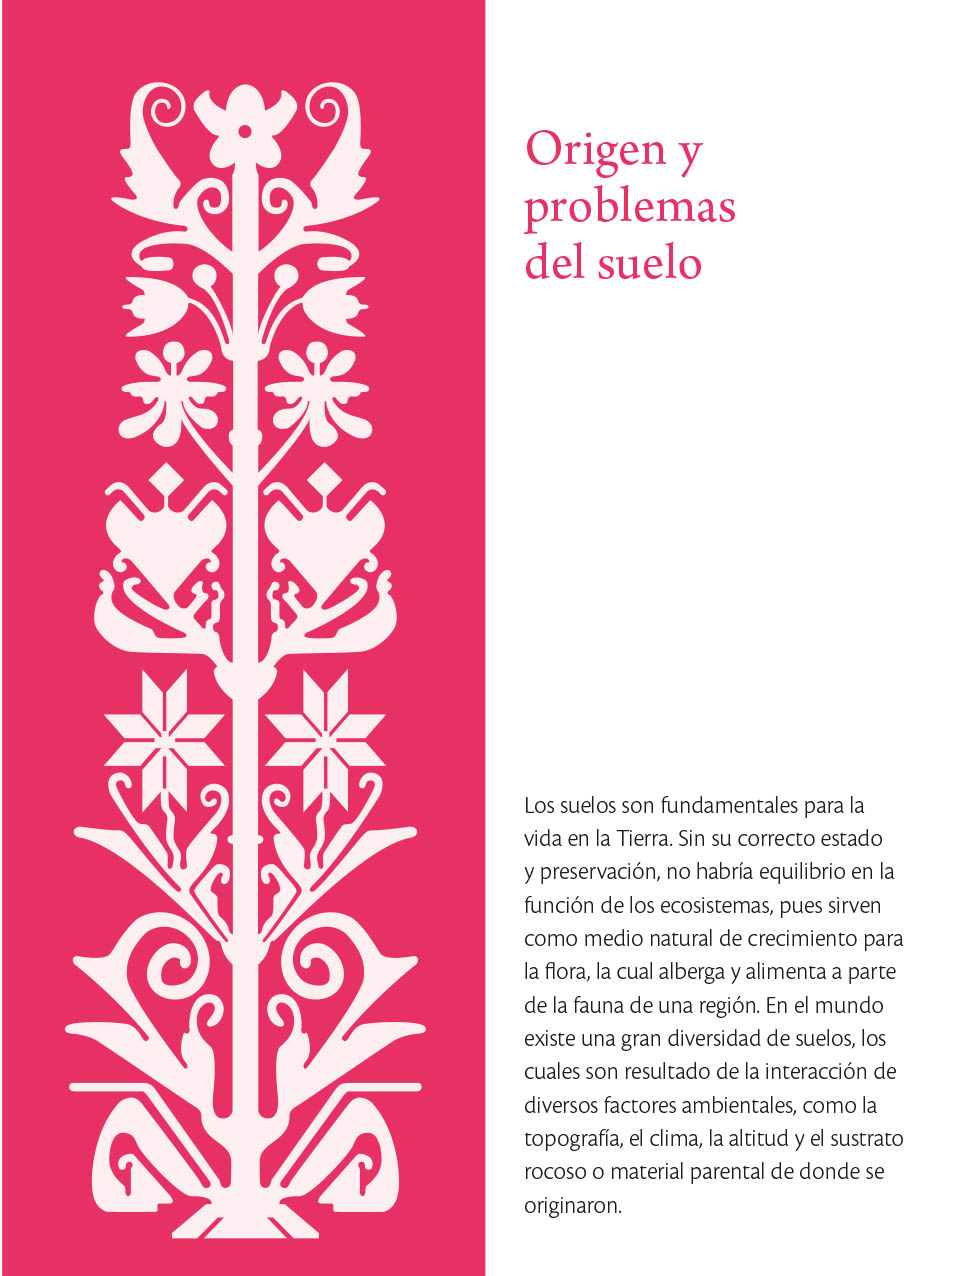 Origen y
problemas
del suelo
Los suelos son fundamentales para la
vida en la Tierra. Sin su correcto estado
y preservación, no habría equilibrio en la
función de los ecosistemas, pues sirven
como medio natural de crecimiento para
la flora, la cual alberga y alimenta a parte
de la fauna de una región. En el mundo
existe una gran diversidad de suelos, los
cuales son resultado de la interacción de
diversos factores ambientales, como la
topografía, el clima, la altitud y el sustrato
rocoso o material parental de donde se
originaron.